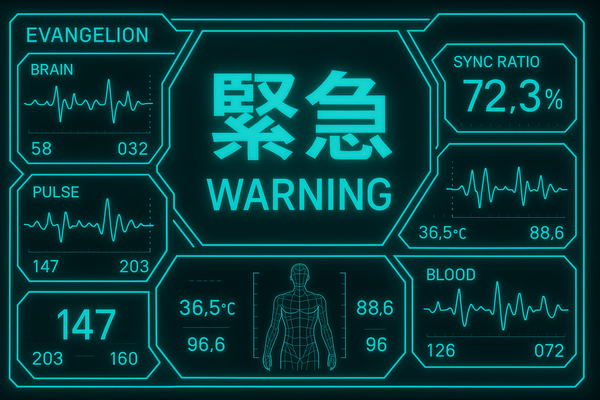 EVANGELION
BRAIN
58 032
PULSE
147 203
147
203 160
緊急
WARNING
36,5°C 88,6
96,6 96
SYNC RATIO
72,3%
36,5°C 88,6
BLOOD
126 072